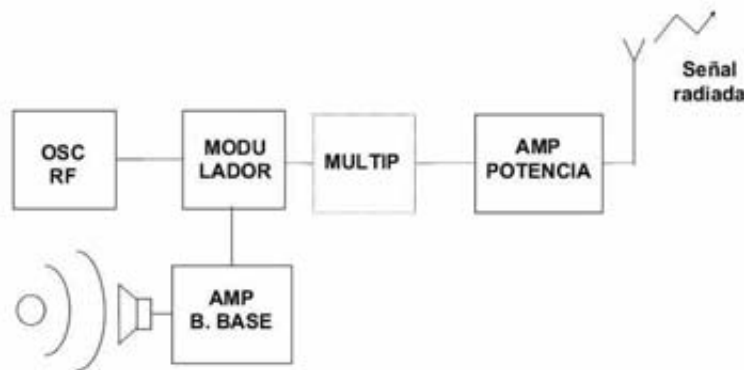 Señal
radiada
OSC
RF
MODU
LADOR
MULTIP
AMP
POTENCIA
AMP
B. BASE